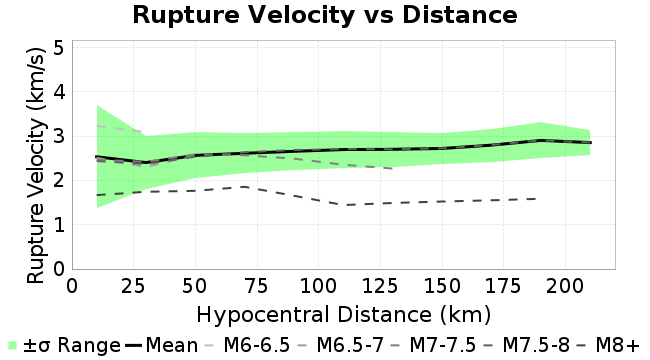 Rupture Velocity vs Distance
Rupture Velocity (km/s)
5
4
3
2
1
0
0 25 50 75 100 125 150 175 200
Hypocentral Distance (km)
±σ Range Mean M6-6.5 M6.5-7 M7-7.5 M7.5-8 M8+